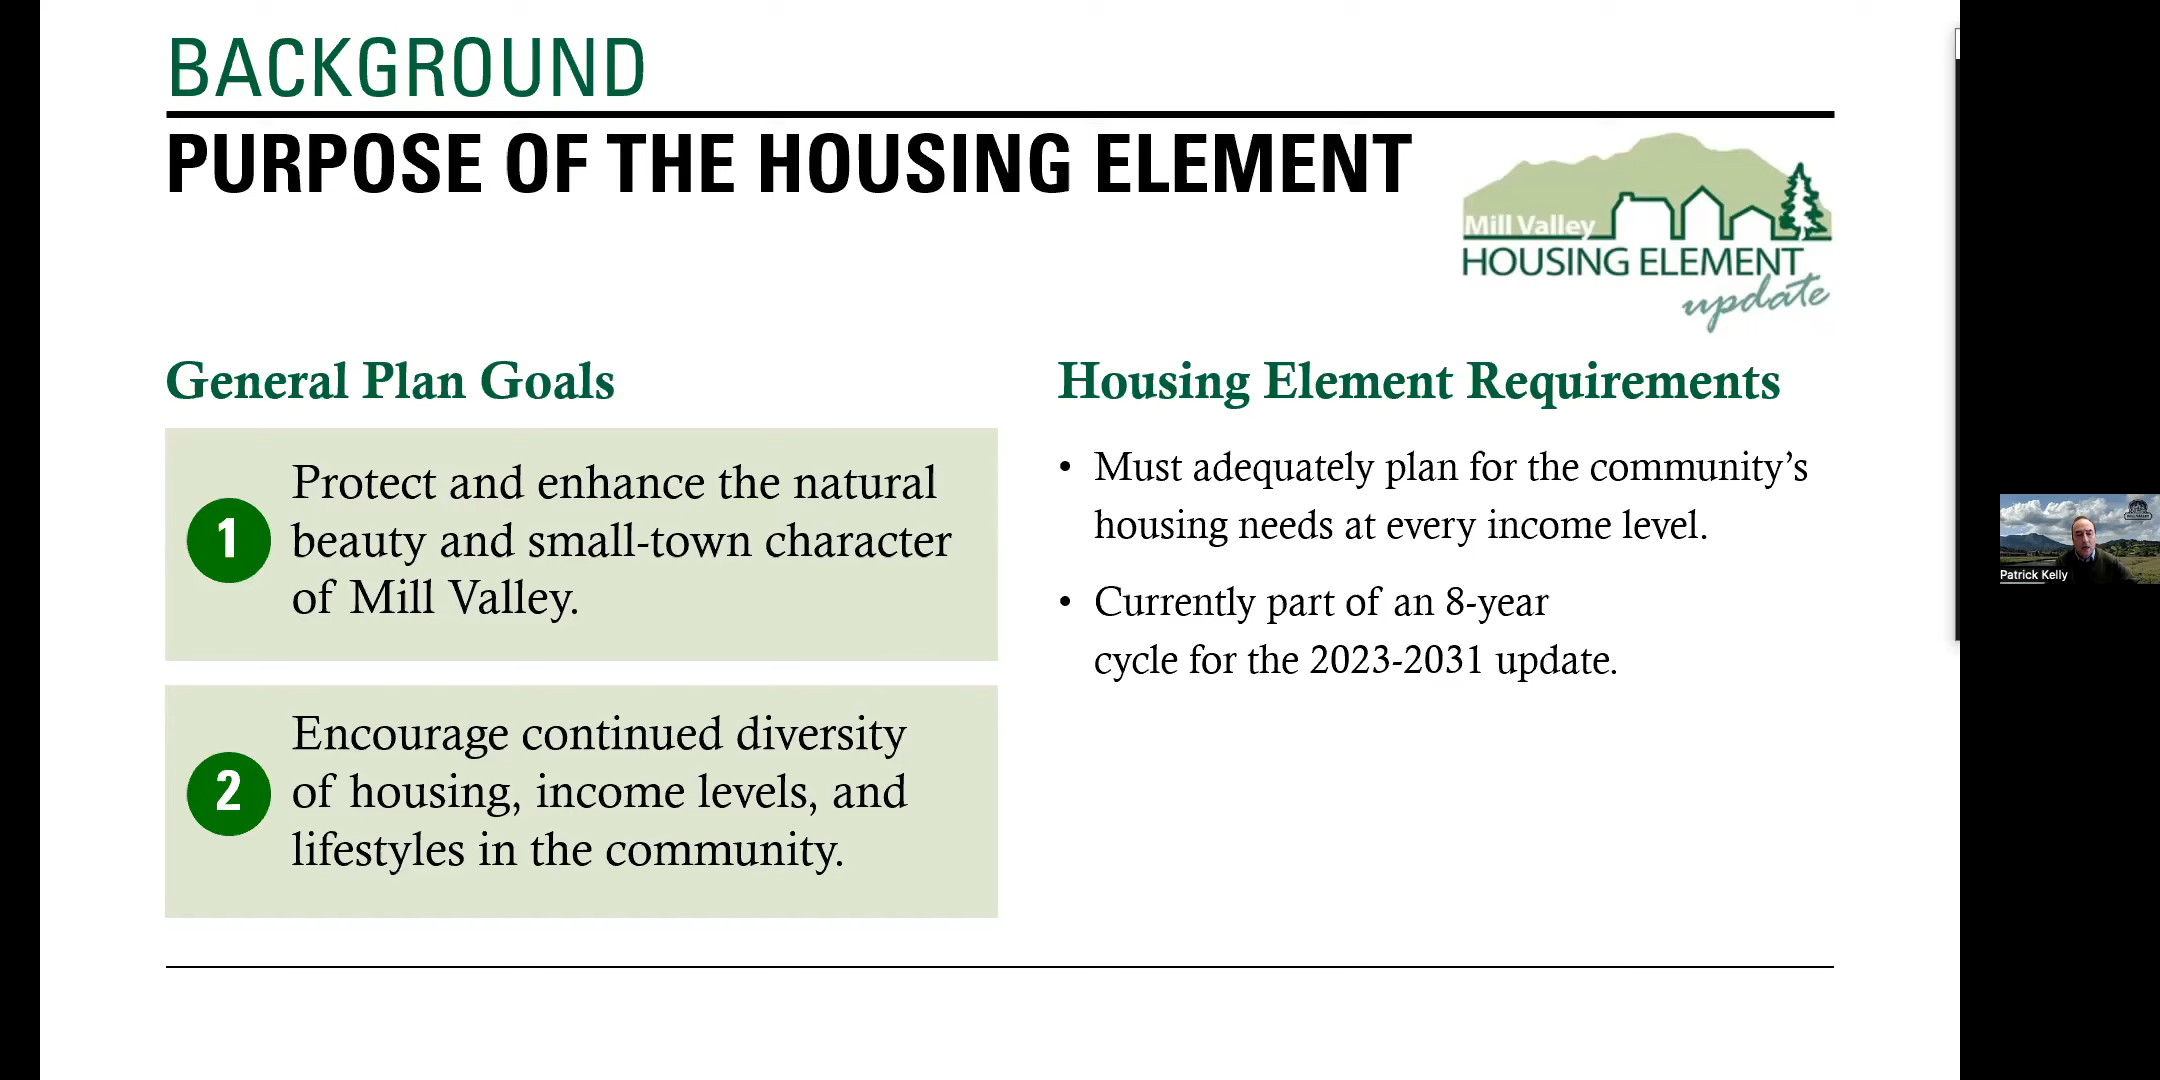 BACKGROUND
PURPOSE OF THE HOUSING ELEMENT
Mill Valley
HOUSING ELEMENT
update
General Plan Goals
1
Protect and enhance the natural
beauty and small-town character
of Mill Valley.
2
Encourage continued diversity
of housing, income levels, and
lifestyles in the community.
Housing Element Requirements
• Must adequately plan for the community’s
housing needs at every income level.
• Currently part of an 8-year
cycle for the 2023-2031 update.
Patrick Kelly